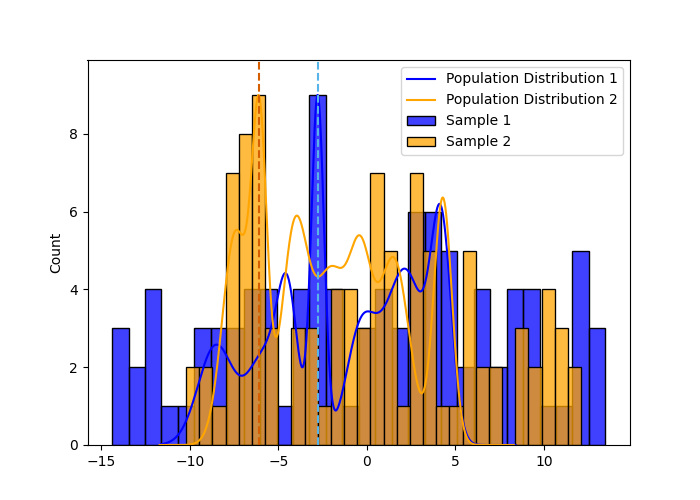 Population Distribution 1
Population Distribution 2
Sample 1
Sample 2
Count
8
6
4
2
0
−15
−10
−5
0
5
10